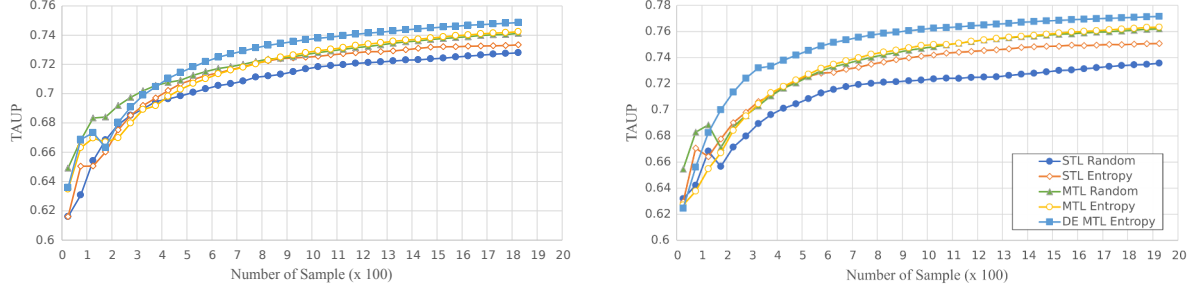 0.76
0.74
0.72
0.7
0.68
0.66
0.64
0.62
0.6
TAUP
0 1 2 3 4 5 6 7 8 9 10 11 12 13 14 15 16 17 18 19 20
Number of Sample (x 100)
0.78
0.76
0.74
0.72
0.7
0.68
0.66
0.64
0.62
0.6
TAUP
STL Random
STL Entropy
MTL Random
MTL Entropy
DE MTL Entropy
0 1 2 3 4 5 6 7 8 9 10 11 12 13 14 15 16 17 18 19 20
Number of Sample (x 100)